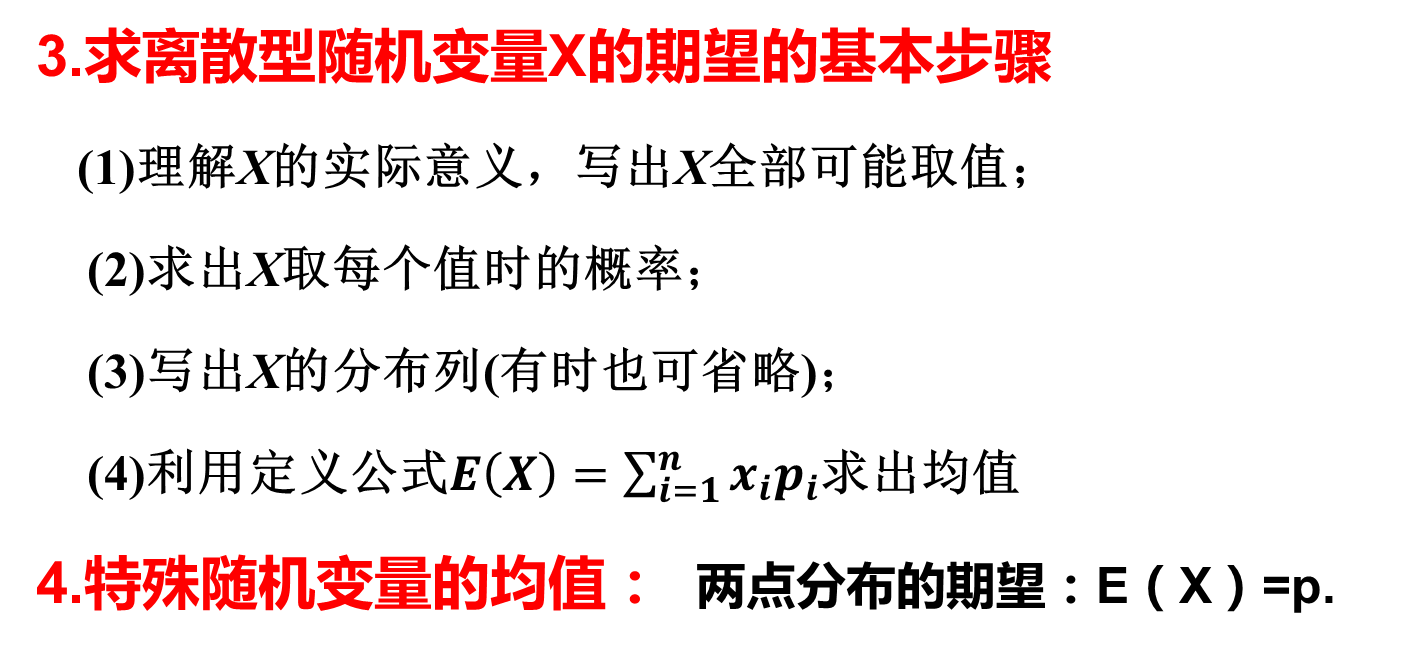 3.求离散型随机变量X的期望的基本步骤
(1)理解X的实际意义，写出X全部可能取值；
(2)求出X取每个值时的概率；
(3)写出X的分布列(有时也可省略)；
(4)利用定义公式E(X) = ∑ⁿᵢ₌₁ xᵢpᵢ求出均值
4.特殊随机变量的均值： 两点分布的期望：E（X）=p.